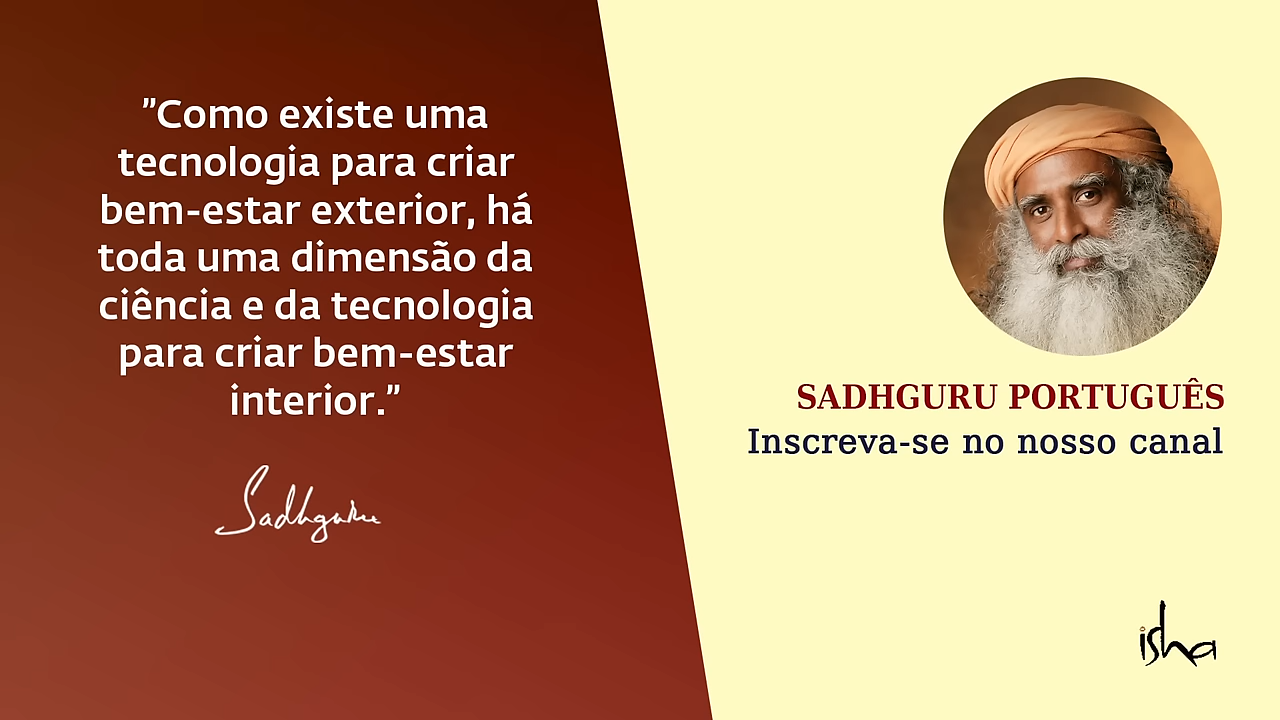 "Como existe uma
tecnologia para criar
bem-estar exterior, há
toda uma dimensão da
ciência e da tecnologia
para criar bem-estar
interior."
Sadhguru
SADHGURU PORTUGUÊS
Inscreva-se no nosso canal
isha